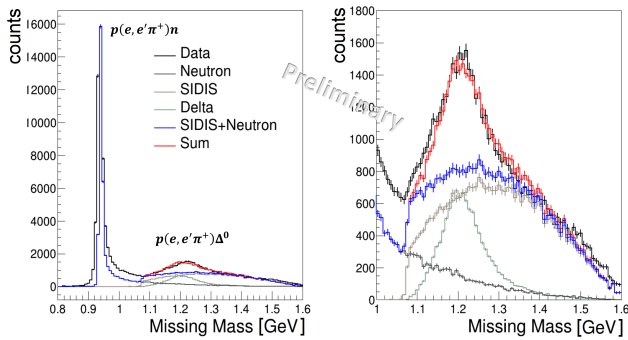 counts
16000
14000
12000
10000
8000
6000
4000
2000
0
0.8 0.9 1 1.1 1.2 1.3 1.4 1.5 1.6
Missing Mass [GeV]
p(e, e′π⁺)n
Data
Neutron
SIDIS
Delta
SIDIS+Neutron
Sum
p(e, e′π⁺)Δ⁰
Preliminary
counts
1800
1600
1400
1200
1000
800
600
400
200
0
1 1.1 1.2 1.3 1.4 1.5 1.6
Missing Mass [GeV]